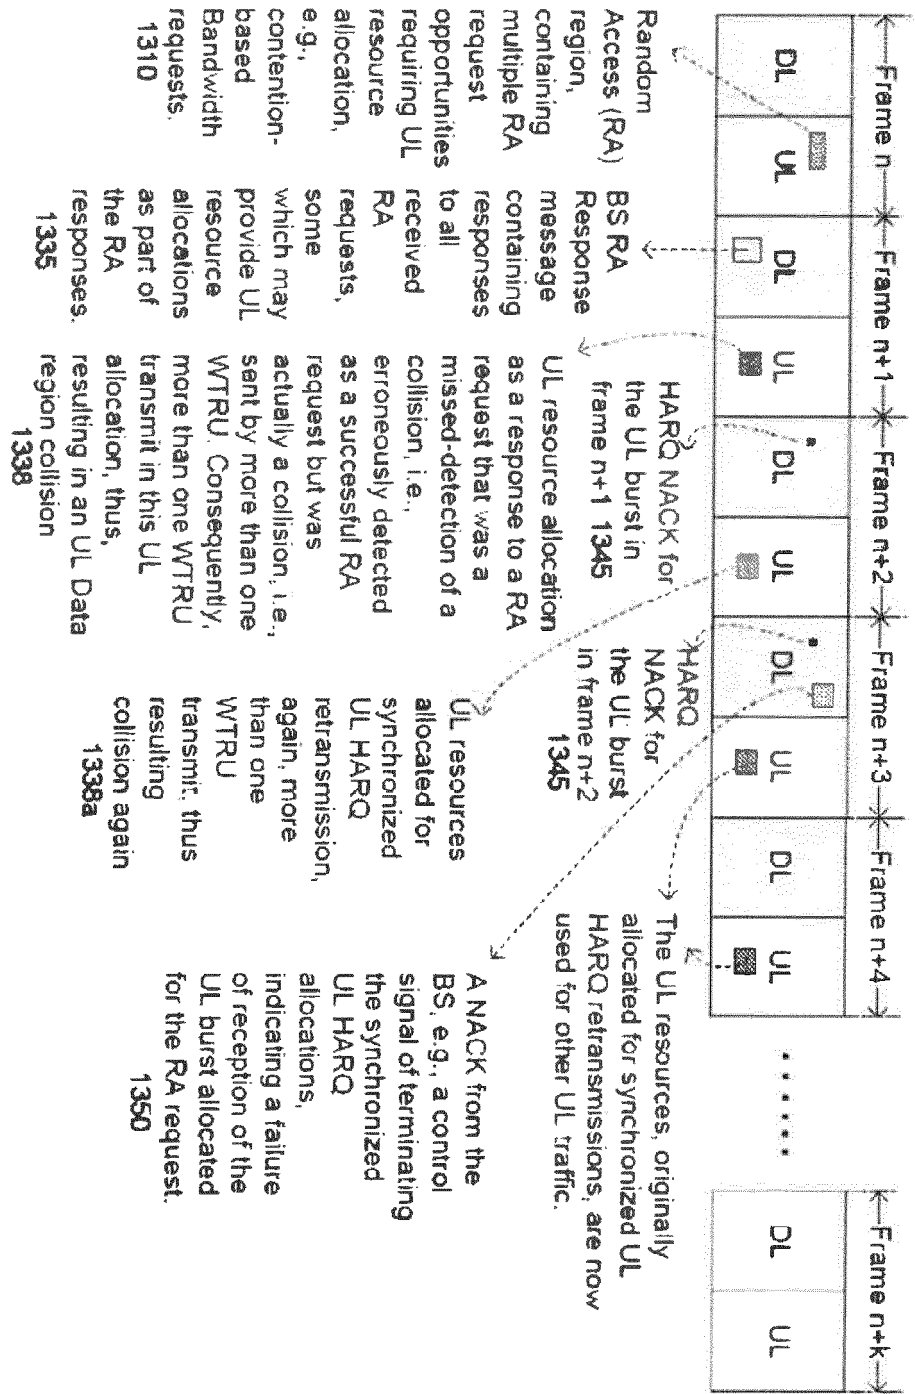 Frame n
Frame n+1
Frame n+2
Frame n+3
Frame n+4
Frame n+k
DL
UL
DL
UL
DL
UL
DL
UL
DL
UL
DL
UL
Random
Access (RA)
region,
containing
multiple RA
request
opportunities
requiring UL
resource
allocation,
e.g.,
contention-
based
Bandwidth
requests.
1310
BS RA
Response
message
containing
responses
to all
received
RA
requests,
some
which may
provide UL
resource
allocations
as part of
the RA
responses.
1335
HARQ NACK for
the UL burst in
frame n+1 1345
UL resource allocation
as a response to a RA
request that was a
missed-detection of a
collision, i.e.,
erroneously detected
as a successful RA
request but was
actually a collision, i.e.,
sent by more than one
WTRU. Consequently,
more than one WTRU
transmit in this UL
allocation, thus,
resulting in an UL Data
region collision
1338
HARQ
NACK for
the UL burst
in frame n+2
1345
UL resources
allocated for
synchronized
UL HARQ
retransmission,
again, more
than one
WTRU
transmit, thus
resulting
collision again
1338a
The UL resources, originally
allocated for synchronized UL
HARQ retransmissions, are now
used for other UL traffic.
A NACK from the
BS, e.g., a control
signal of terminating
the synchronized
UL HARQ
allocations,
indicating a failure
of reception of the
UL burst allocated
for the RA request.
1350